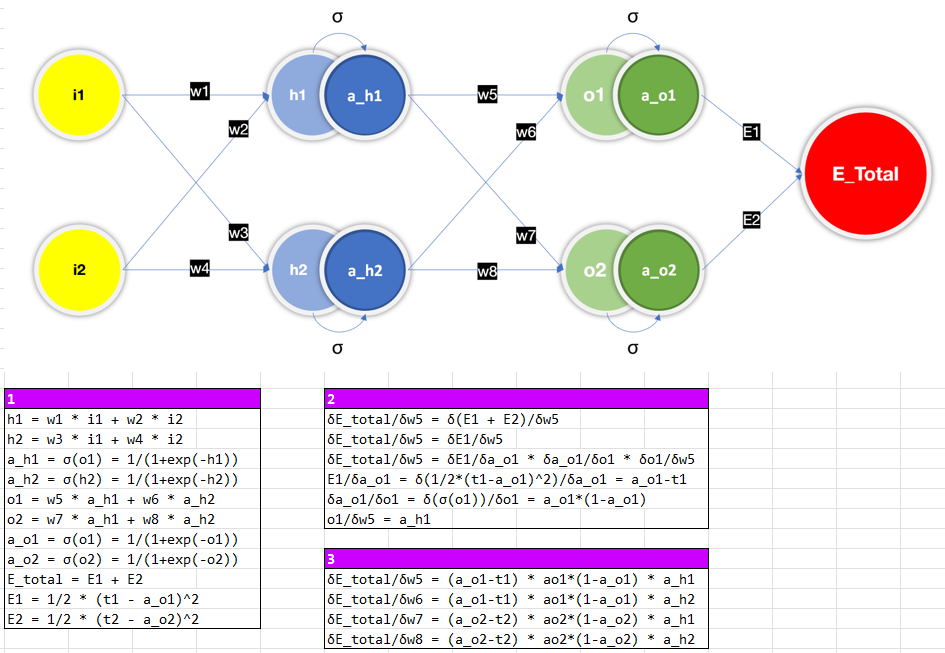 σ σ
i1 w1 h1 a_h1 w5 o1 a_o1
w2 w6 E1
E_Total
w3 w7 E2
i2 w4 h2 a_h2 w8 o2 a_o2
σ σ
1
h1 = w1 * i1 + w2 * i2
h2 = w3 * i1 + w4 * i2
a_h1 = σ(o1) = 1/(1+exp(-h1))
a_h2 = σ(h2) = 1/(1+exp(-h2))
o1 = w5 * a_h1 + w6 * a_h2
o2 = w7 * a_h1 + w8 * a_h2
a_o1 = σ(o1) = 1/(1+exp(-o1))
a_o2 = σ(o2) = 1/(1+exp(-o2))
E_total = E1 + E2
E1 = 1/2 * (t1 - a_o1)^2
E2 = 1/2 * (t2 - a_o2)^2
2
δE_total/δw5 = δ(E1 + E2)/δw5
δE_total/δw5 = δE1/δw5
δE_total/δw5 = δE1/δa_o1 * δa_o1/δo1 * δo1/δw5
E1/δa_o1 = δ(1/2*(t1-a_o1)^2)/δa_o1 = a_o1-t1
δa_o1/δo1 = δ(σ(o1))/δo1 = a_o1*(1-a_o1)
o1/δw5 = a_h1
3
δE_total/δw5 = (a_o1-t1) * ao1*(1-a_o1) * a_h1
δE_total/δw6 = (a_o1-t1) * ao1*(1-a_o1) * a_h2
δE_total/δw7 = (a_o2-t2) * ao2*(1-a_o2) * a_h1
δE_total/δw8 = (a_o2-t2) * ao2*(1-a_o2) * a_h2